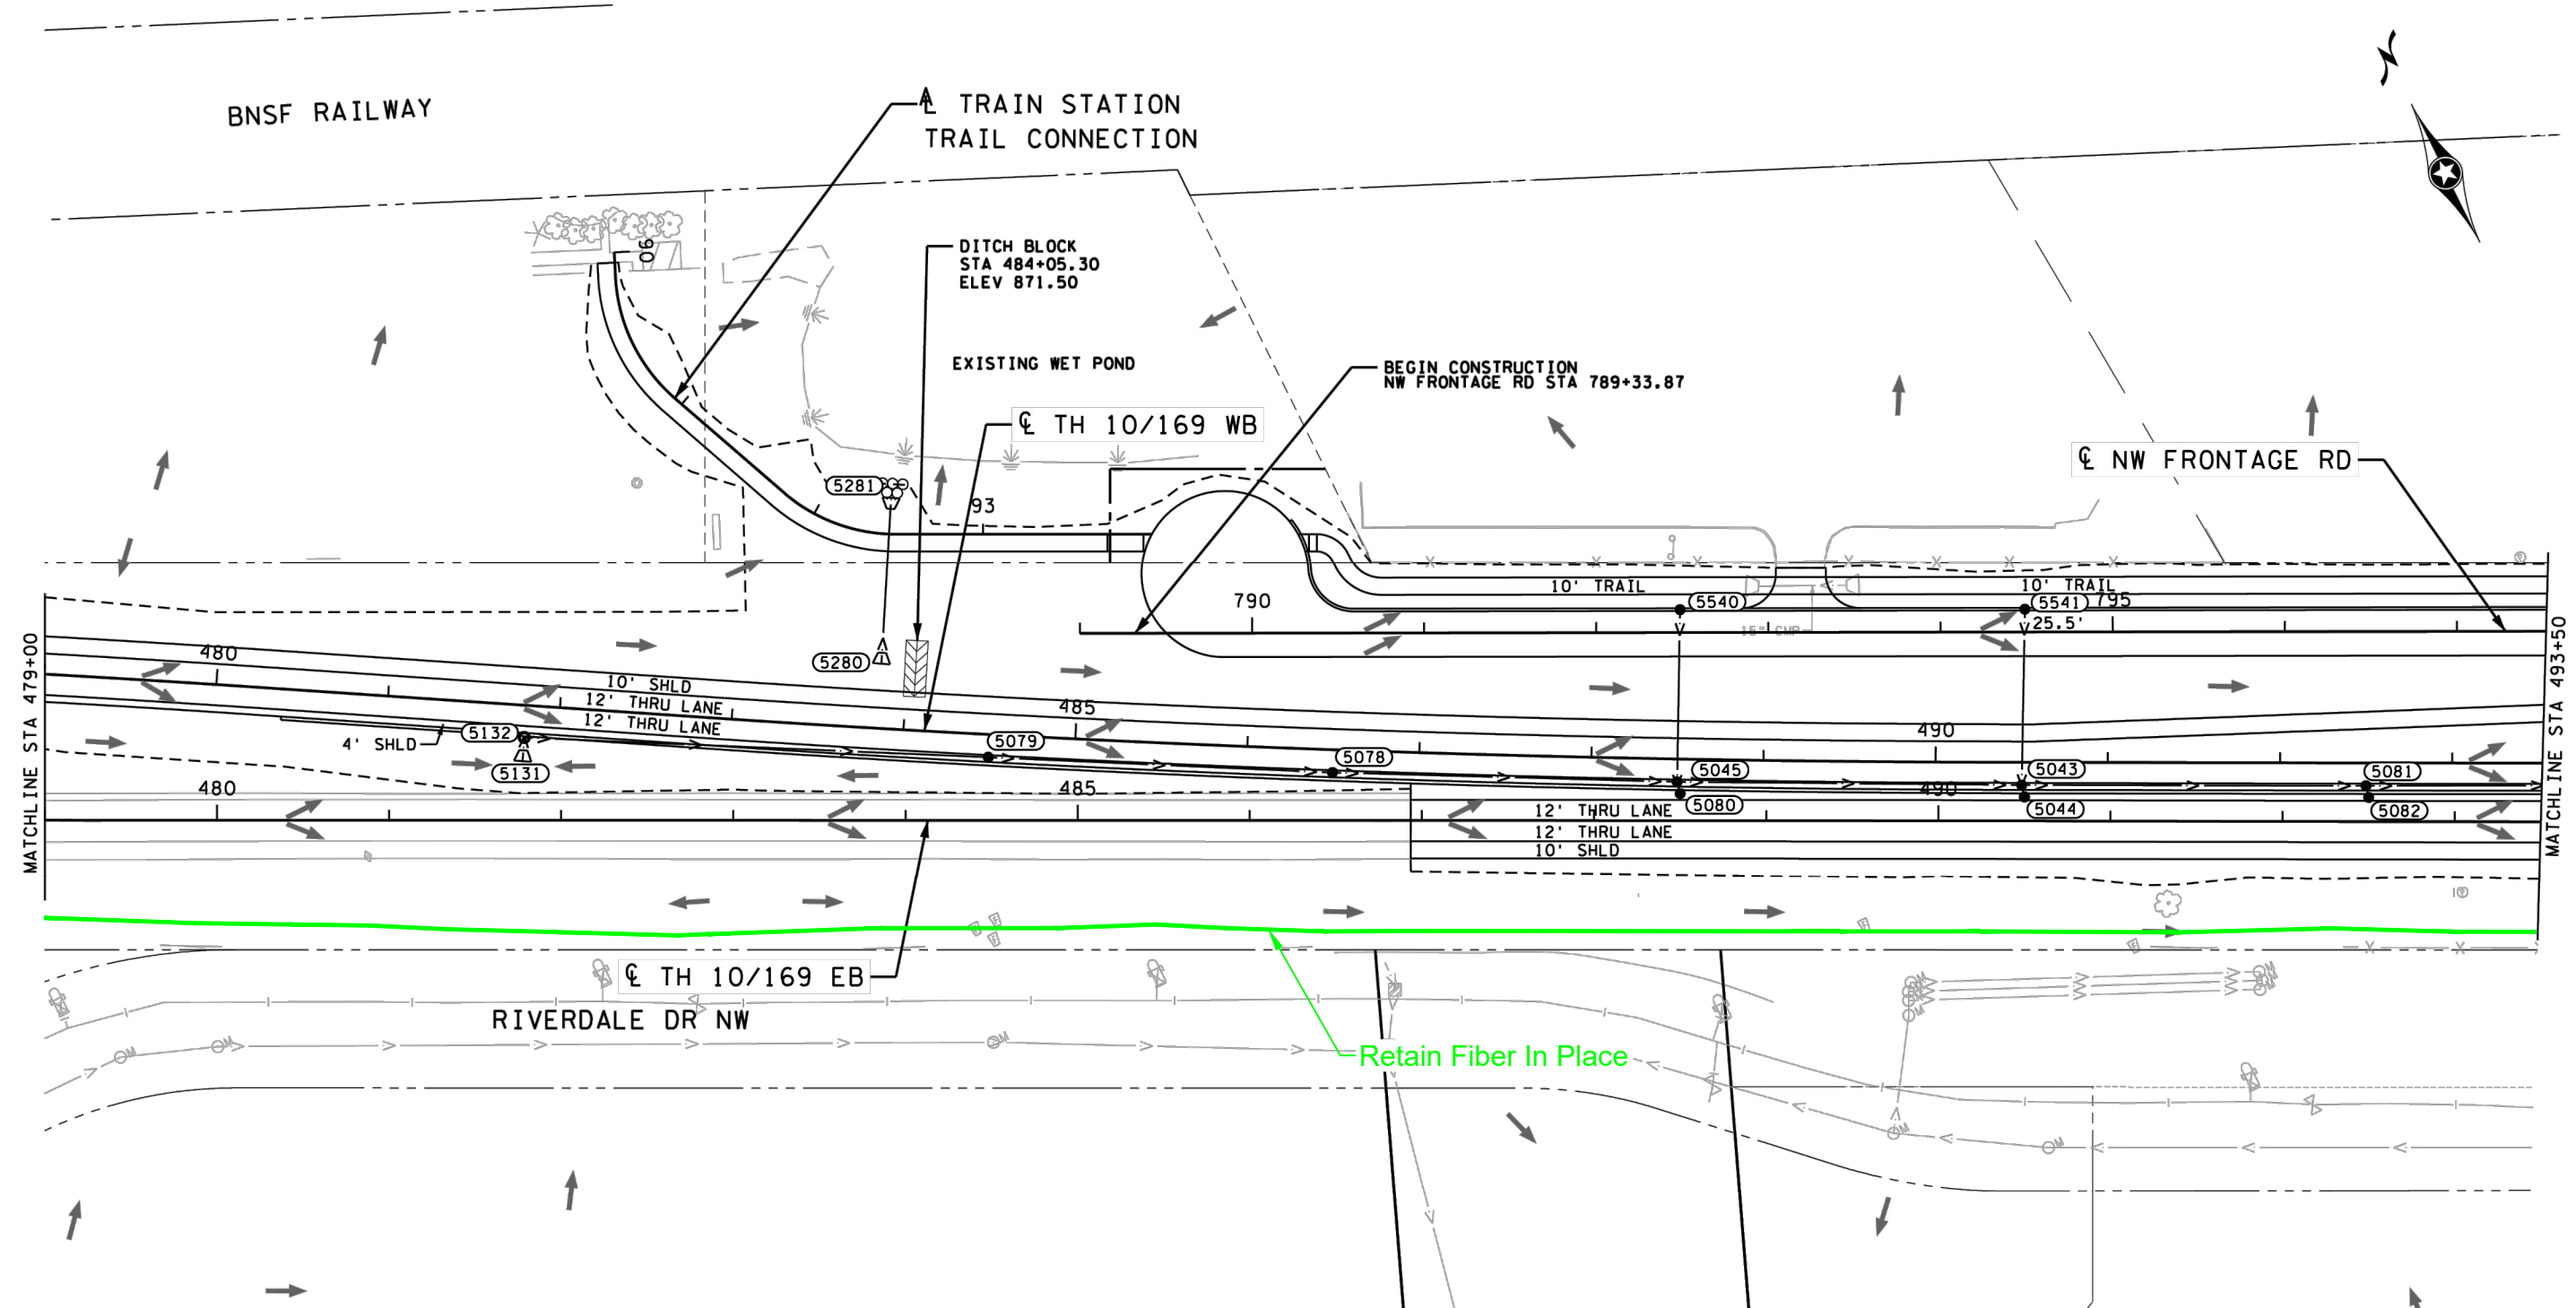 BNSF RAILWAY
℄ TRAIN STATION
TRAIL CONNECTION
90
DITCH BLOCK
STA 484+05.30
ELEV 871.50
EXISTING WET POND
BEGIN CONSTRUCTION
NW FRONTAGE RD STA 789+33.87
℄ TH 10/169 WB
℄ NW FRONTAGE RD
5281
93
10' TRAIL
10' TRAIL
790
5540
5541
795
25.5'
15" CMP
MATCHLINE STA 479+00
MATCHLINE STA 493+50
480
5280
10' SHLD
12' THRU LANE
12' THRU LANE
485
490
4' SHLD
5132
5131
5079
5078
5045
5043
5081
480
485
490
5080
5044
5082
12' THRU LANE
12' THRU LANE
10' SHLD
℄ TH 10/169 EB
RIVERDALE DR NW
Retain Fiber In Place